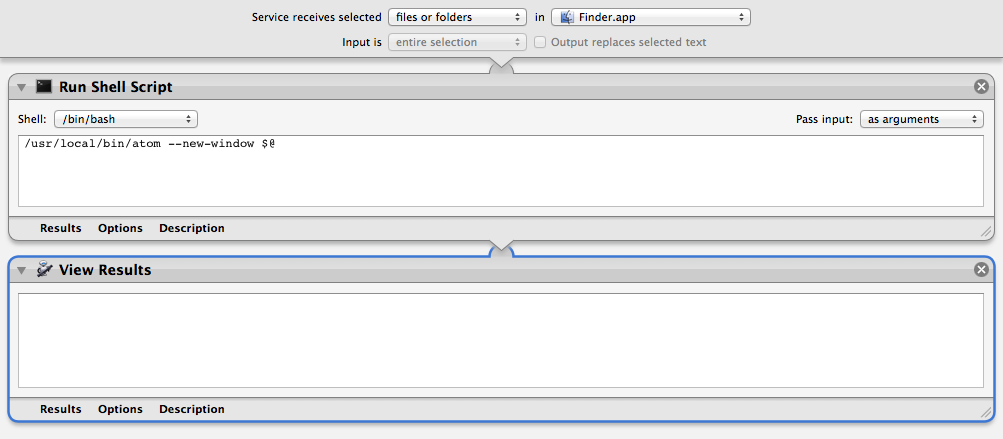 Service receives selected files or folders in Finder.app
Input is entire selection Output replaces selected text
Run Shell Script
Shell: /bin/bash Pass input: as arguments
/usr/local/bin/atom --new-window $@
Results Options Description
View Results
Results Options Description